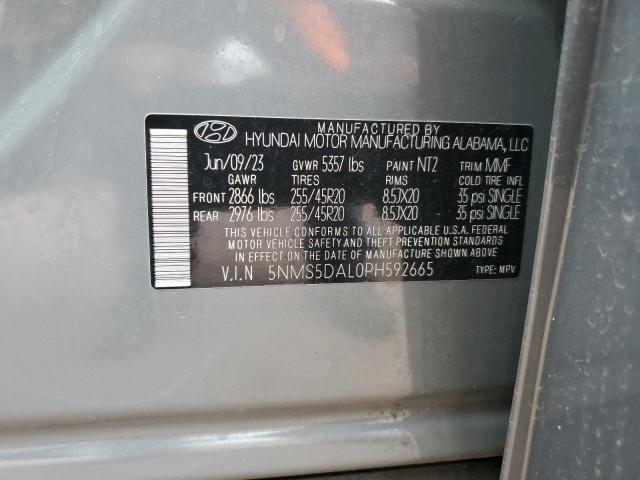 MANUFACTURED BY
HYUNDAI MOTOR MANUFACTURING ALABAMA, LLC
Jun/09/23 GVWR 5357 lbs PAINT NT2 TRIM MMF
GAWR TIRES RIMS COLD TIRE INFL
FRONT 2866 lbs 255/45R20 8.5JX20 35 psi SINGLE
REAR 2976 lbs 255/45R20 8.5JX20 35 psi SINGLE
THIS VEHICLE CONFORMS TO ALL APPLICABLE U.S.A. FEDERAL
MOTOR VEHICLE SAFETY AND THEFT PREVENTION STANDARDS IN
EFFECT ON THE DATE OF MANUFACTURE SHOWN ABOVE.
V.I.N 5NMS5DAL0PH592665 TYPE: MPV